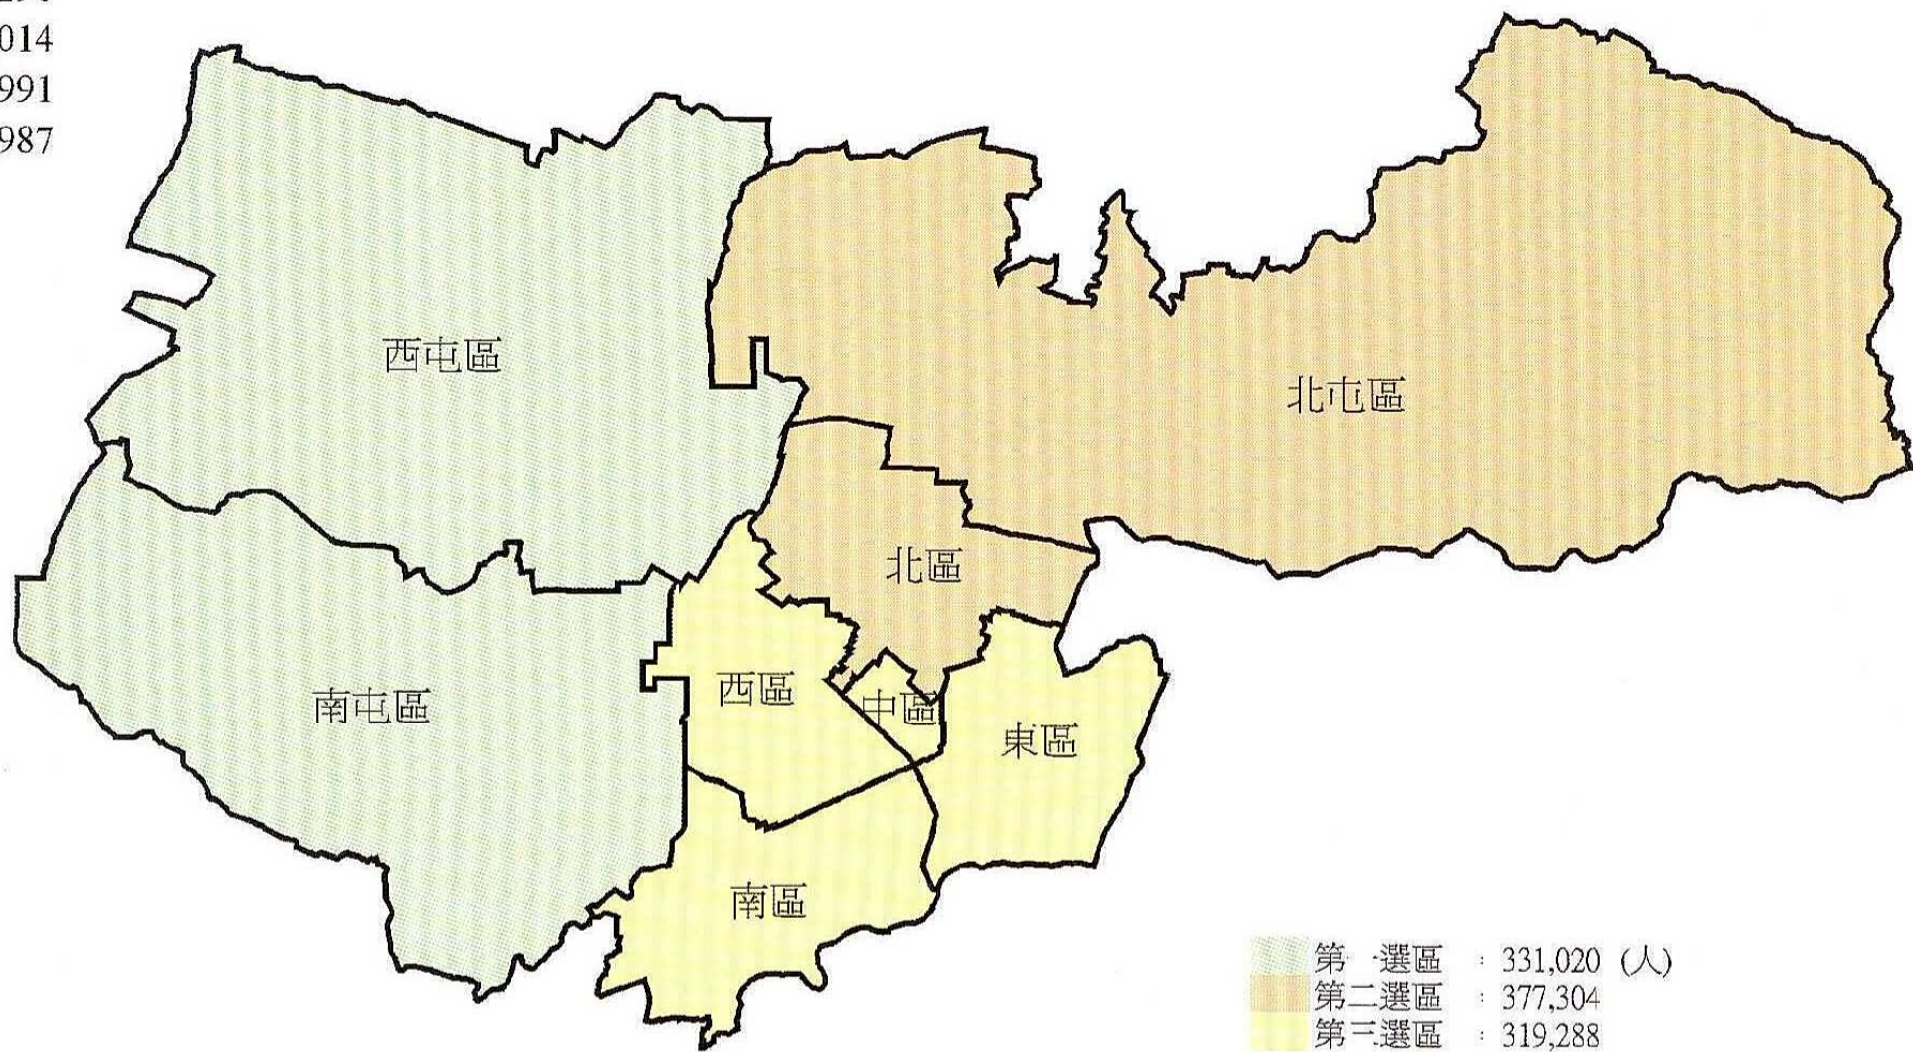 014
991
987
西屯區
北屯區
北區
西區
中區
南屯區
東區
南區
第一選區 : 331,020 (人)
第二選區 : 377,304
第三選區 : 319,288